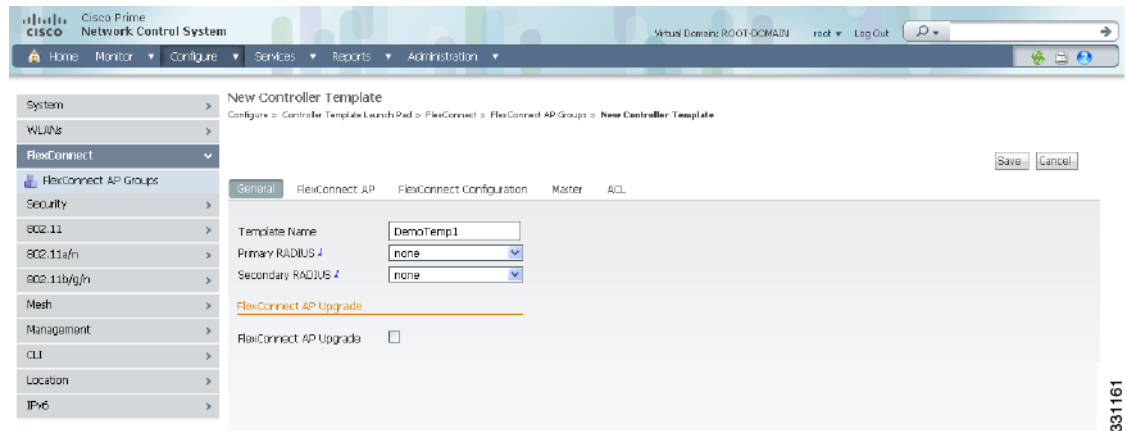 Cisco Prime
CISCO Network Control System
Virtual Domain: ROOT-DOMAIN root Log Out
Home Monitor Configure Services Reports Administration
System
WLANs
FlexConnect
FlexConnect AP Groups
Security
802.11
802.11a/n
802.11b/g/n
Mesh
Management
CLI
Location
IPv6
New Controller Template
Configure > Controller Template Launch Pad > FlexConnect > FlexConnect AP Groups > New Controller Template
Save Cancel
General FlexConnect AP FlexConnect Configuration Master ACL
Template Name DemoTemp1
Primary RADIUS none
Secondary RADIUS none
FlexConnect AP Upgrade
FlexConnect AP Upgrade
331161